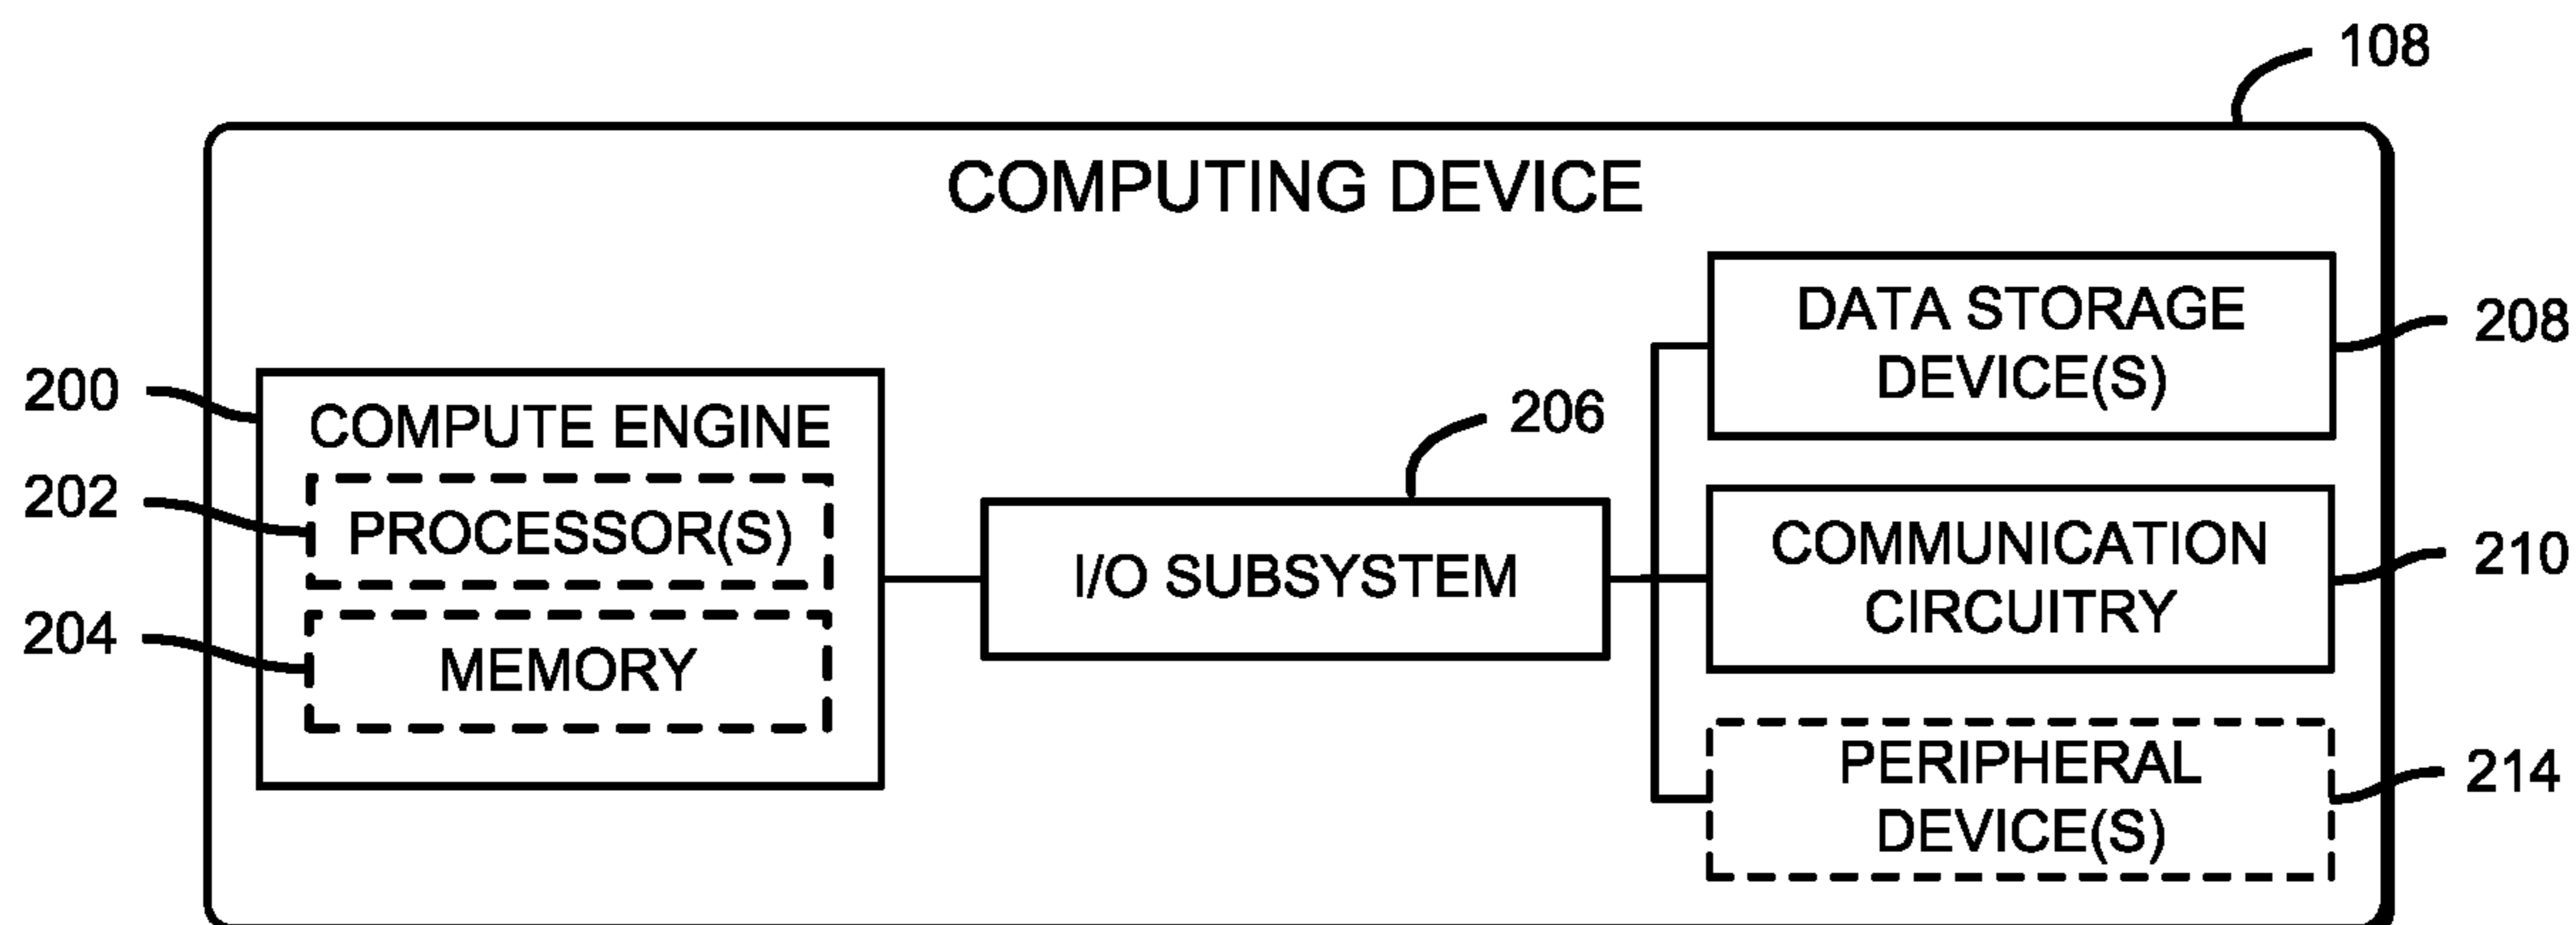 108
COMPUTING DEVICE
DATA STORAGE
DEVICE(S)
208
200
COMPUTE ENGINE
206
202
PROCESSOR(S)
I/O SUBSYSTEM
COMMUNICATION
CIRCUITRY
210
204
MEMORY
PERIPHERAL
DEVICE(S)
214